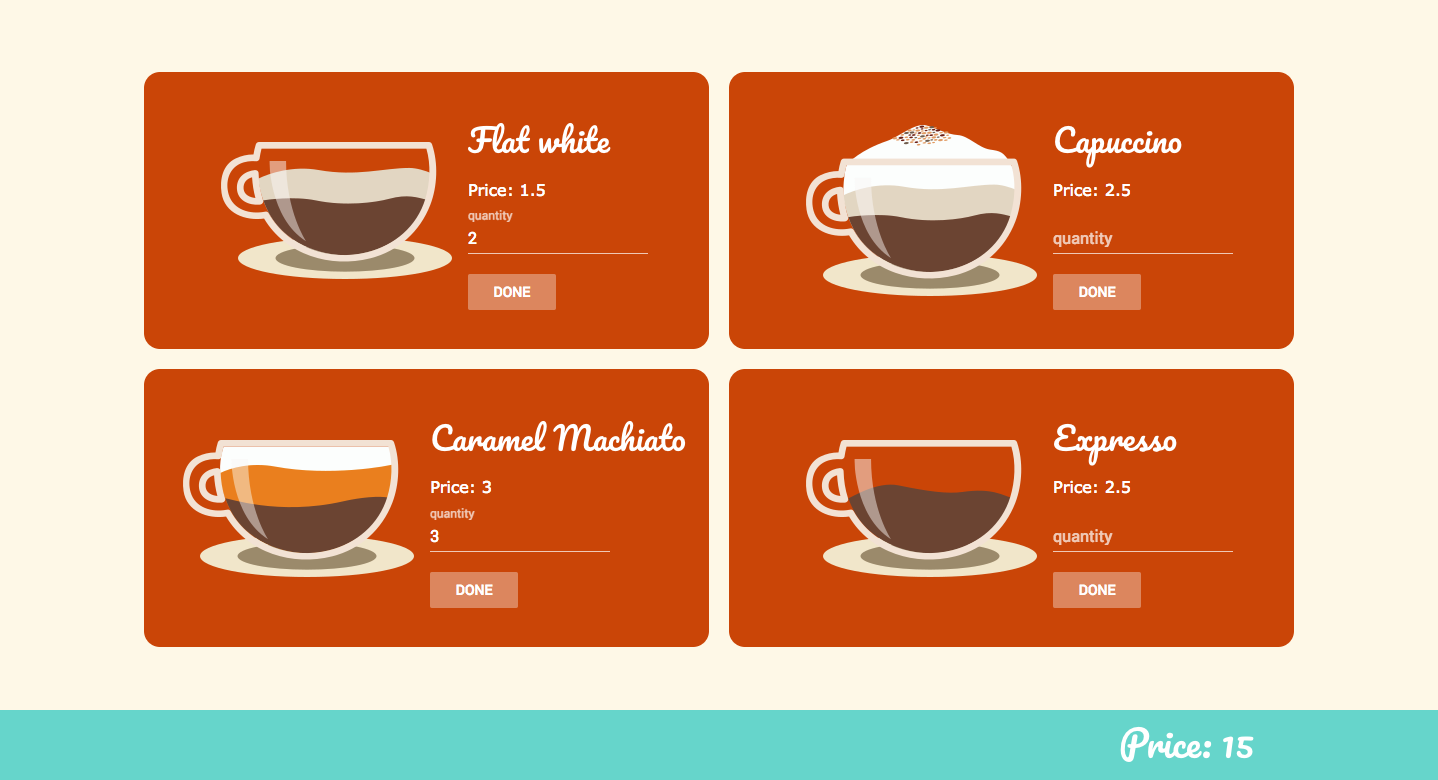 Flat white
Price: 1.5
quantity
2
DONE
Capuccino
Price: 2.5
quantity
DONE
Caramel Machiato
Price: 3
quantity
3
DONE
Expresso
Price: 2.5
quantity
DONE
Price: 15